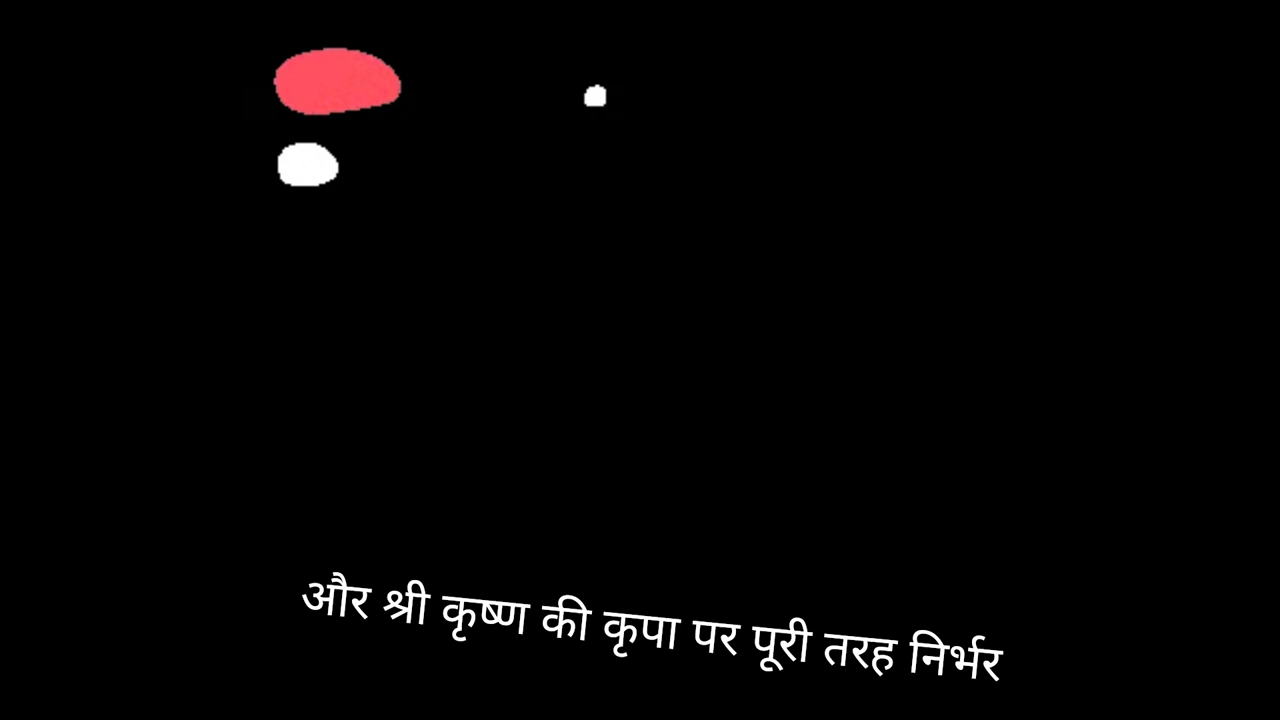 और श्री कृष्ण की कृपा पर पूरी तरह निर्भर